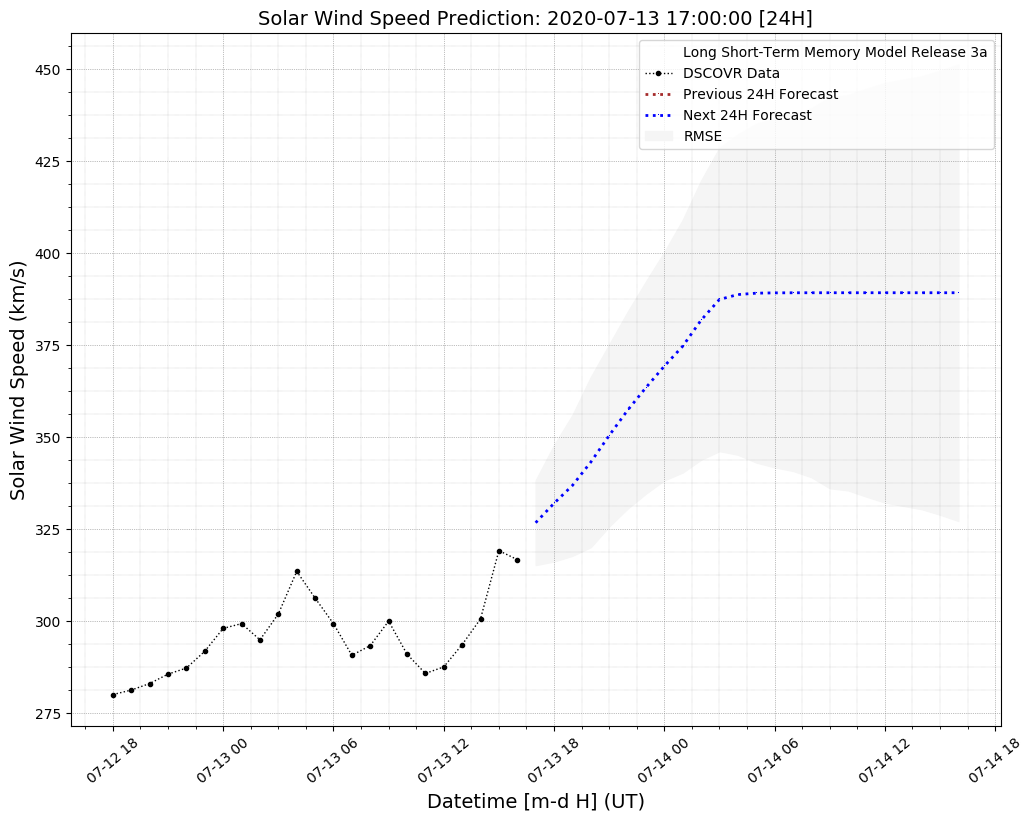 Solar Wind Speed Prediction: 2020-07-13 17:00:00 [24H]
Long Short-Term Memory Model Release 3a
DSCOVR Data
Previous 24H Forecast
Next 24H Forecast
RMSE
Solar Wind Speed (km/s)
450
425
400
375
350
325
300
275
07-12 18
07-13 00
07-13 06
07-13 12
07-13 18
07-14 00
07-14 06
07-14 12
07-14 18
Datetime [m-d H] (UT)